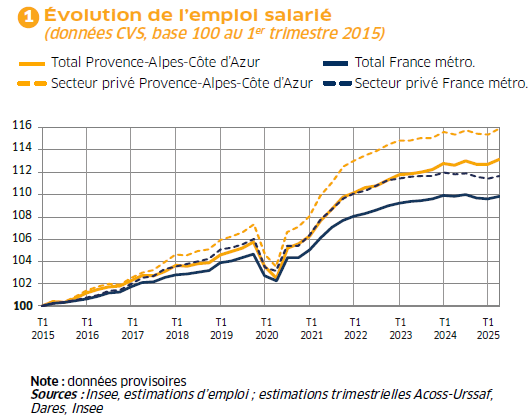 1 Évolution de l'emploi salarié
(données CVS, base 100 au 1er trimestre 2015)
Total Provence-Alpes-Côte d'Azur Total France métro.
Secteur privé Provence-Alpes-Côte d'Azur Secteur privé France métro.
116
114
112
110
108
106
104
102
100
T1 T1 T1 T1 T1 T1 T1 T1 T1 T1 T1
2015 2016 2017 2018 2019 2020 2021 2022 2023 2024 2025
Note : données provisoires
Sources : Insee, estimations d'emploi ; estimations trimestrielles Acoss-Urssaf,
Dares, Insee